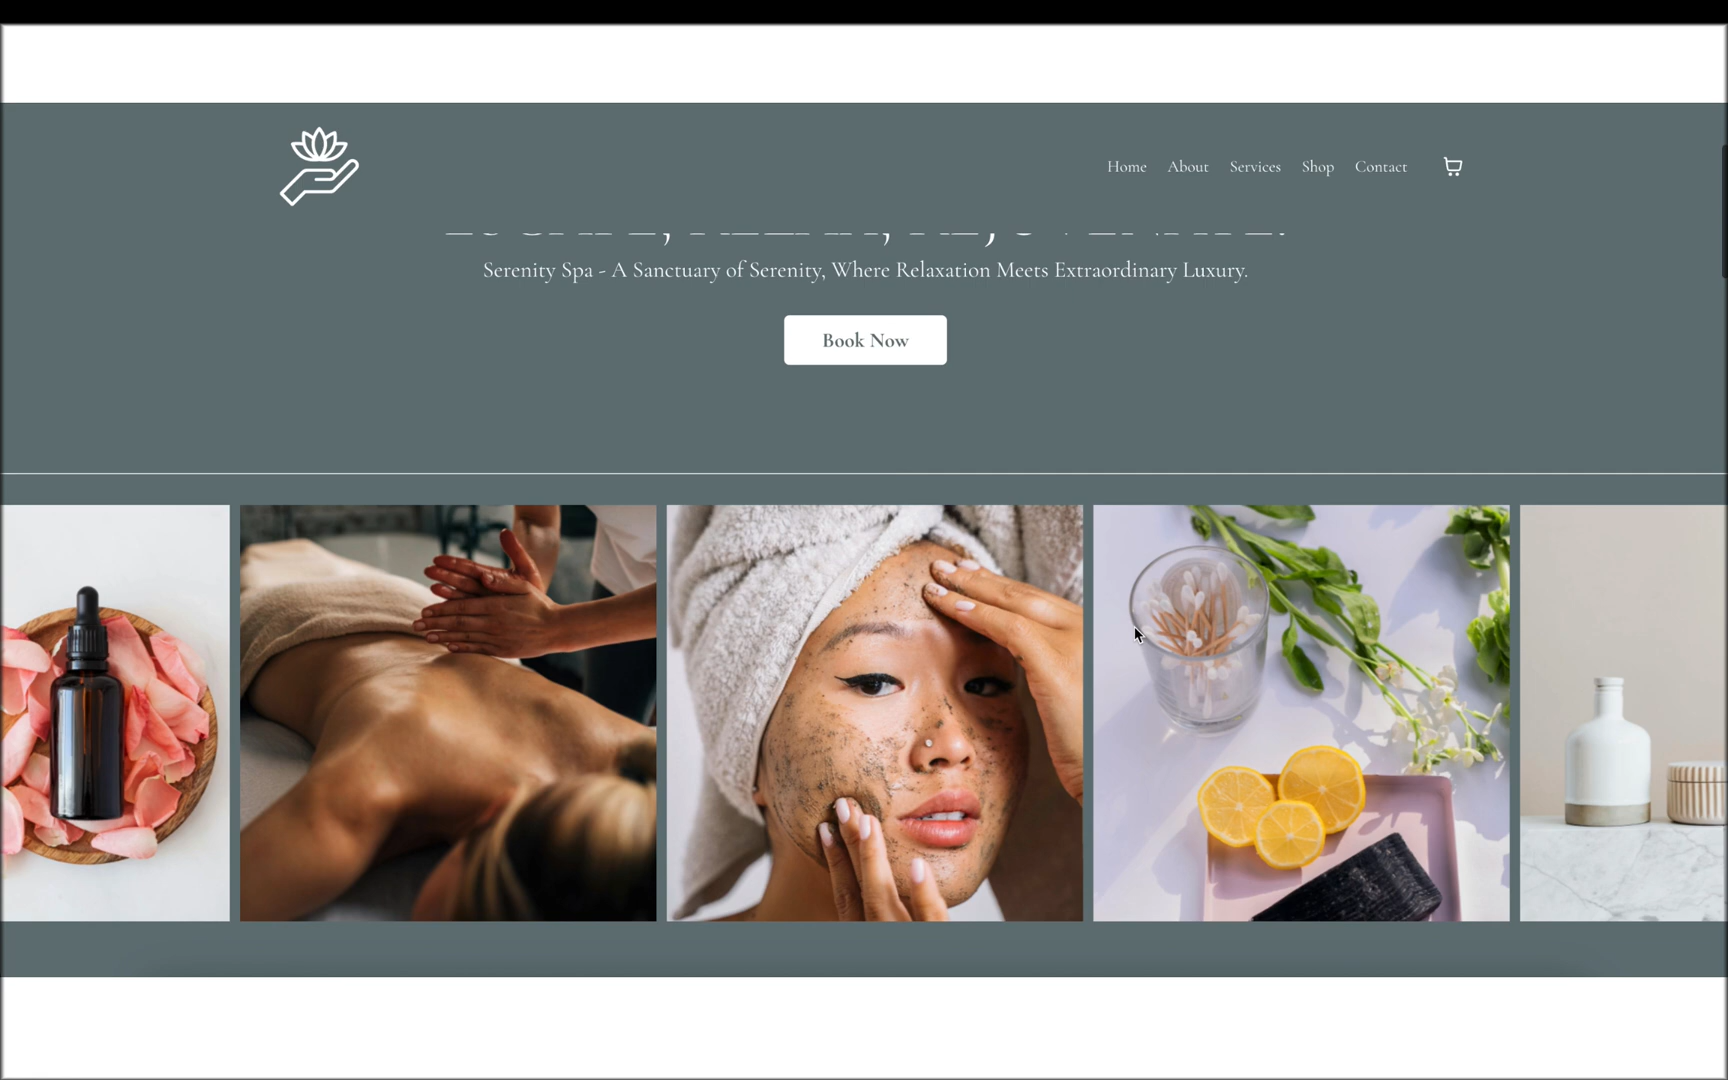 Home About Services Shop Contact
Serenity Spa - A Sanctuary of Serenity, Where Relaxation Meets Extraordinary Luxury.
Book Now